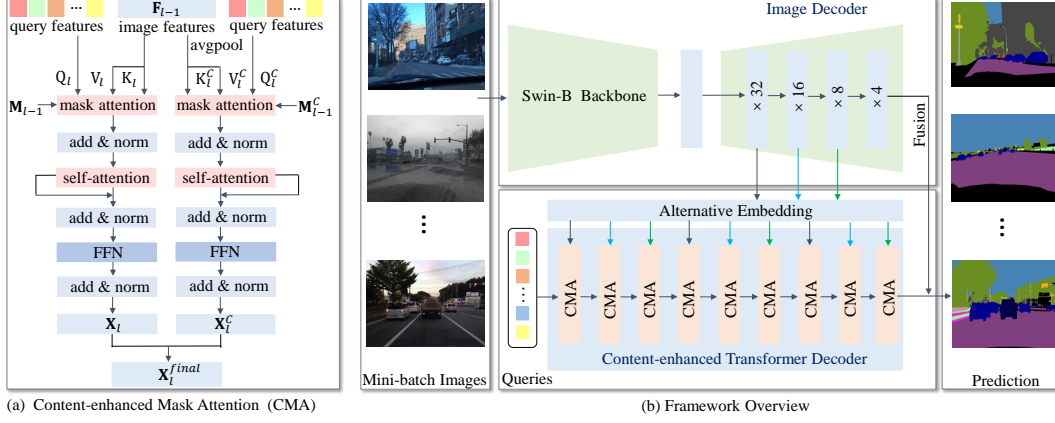 F_{l-1}
query features
image features
query features
avgpool
Q_l
V_l
K_l
K_l^C
V_l^C
Q_l^C
M_{l-1}
mask attention
mask attention
M_{l-1}^C
add & norm
add & norm
self-attention
self-attention
add & norm
add & norm
FFN
FFN
add & norm
add & norm
X_l
X_l^C
X_l^{final}
(a) Content-enhanced Mask Attention (CMA)
Mini-batch Images
Image Decoder
Swin-B Backbone
× 32
× 16
× 8
× 4
Fusion
Alternative Embedding
CMA
CMA
CMA
CMA
CMA
CMA
CMA
CMA
CMA
Content-enhanced Transformer Decoder
Queries
Prediction
(b) Framework Overview